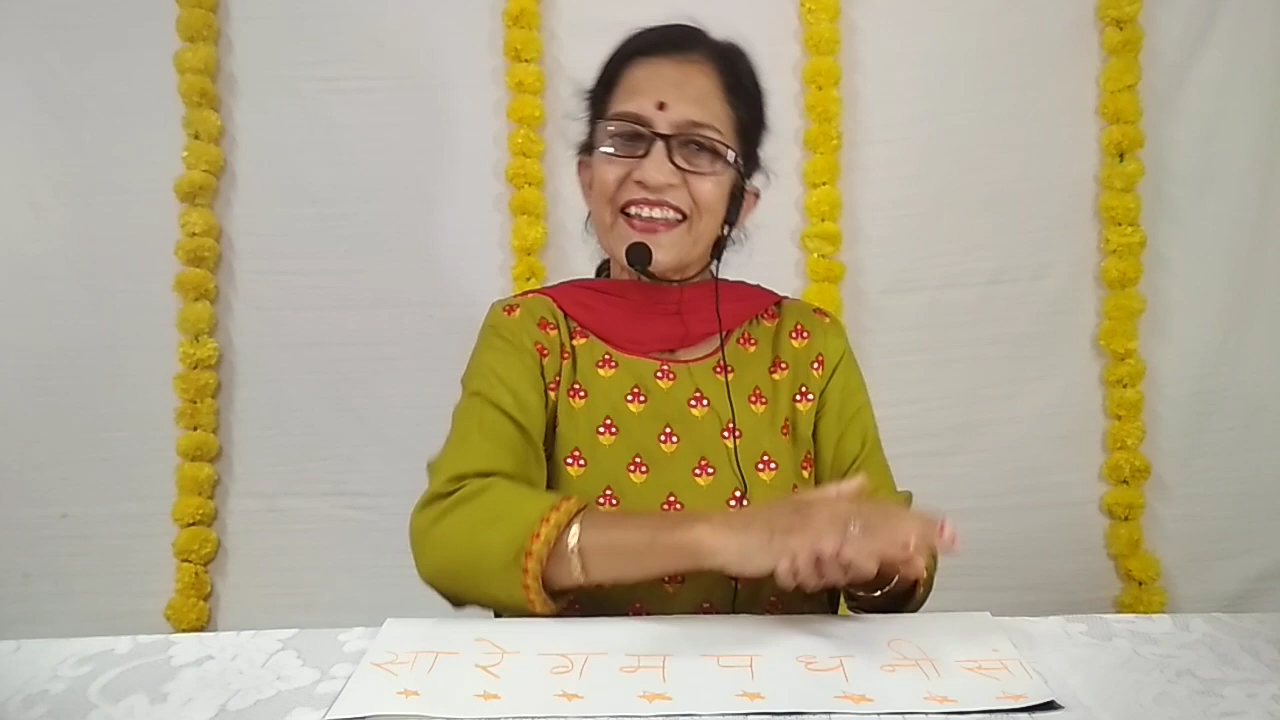 सा रे ग म प ध नी सां